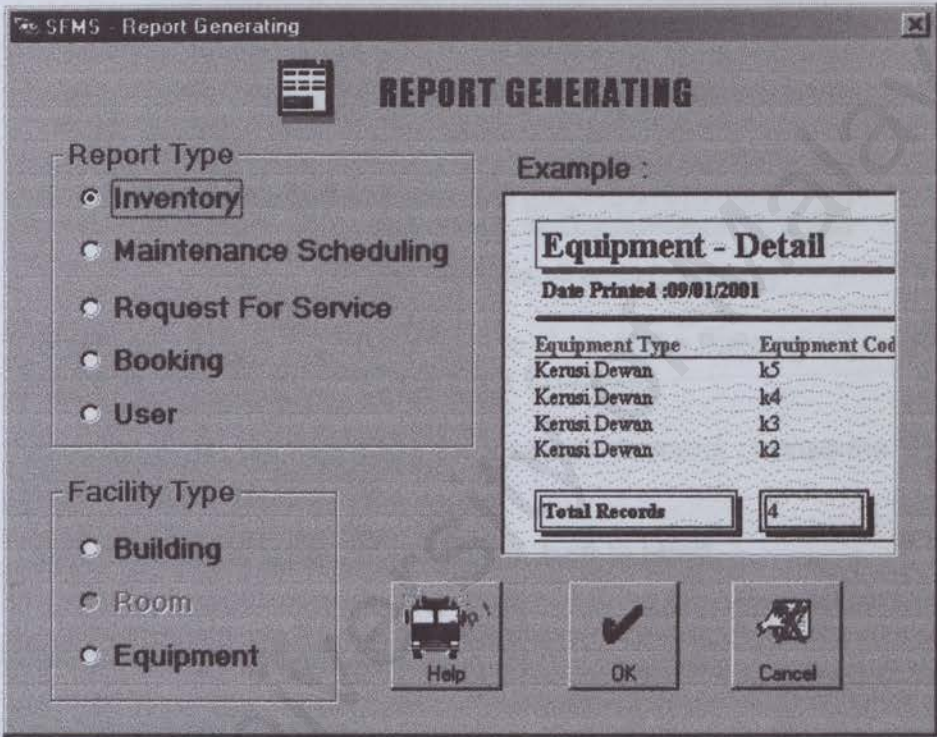 SFMS - Report Generating
REPORT GENERATING
Report Type
Inventory
Maintenance Scheduling
Request For Service
Booking
User
Example :
Equipment - Detail
Date Printed :09/01/2001
Equipment Type Equipment Cod
Kerusi Dewan k5
Kerusi Dewan k4
Kerusi Dewan k3
Kerusi Dewan k2
Total Records 4
Facility Type
Building
Room
Equipment
Help
OK
Cancel